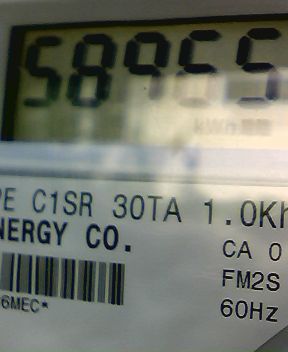 58955
kWh
PE C1SR 30TA 1.0Kh
NERGY CO.
CA 0
FM2S
6MEC*
60Hz